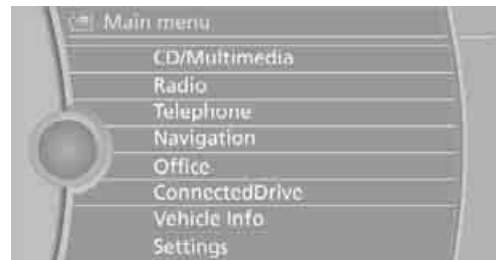 Main menu
CD/Multimedia
Radio
Telephone
Navigation
Office
ConnectedDrive
Vehicle Info
Settings